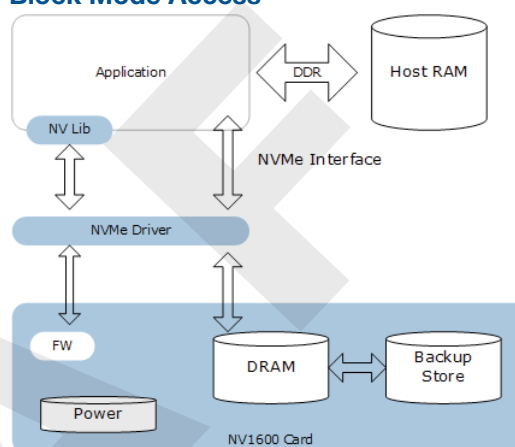 Block Mode Access
Application
DDR
Host RAM
NV Lib
NVMe Interface
NVMe Driver
FW
DRAM
Backup
Store
Power
NV1600 Card